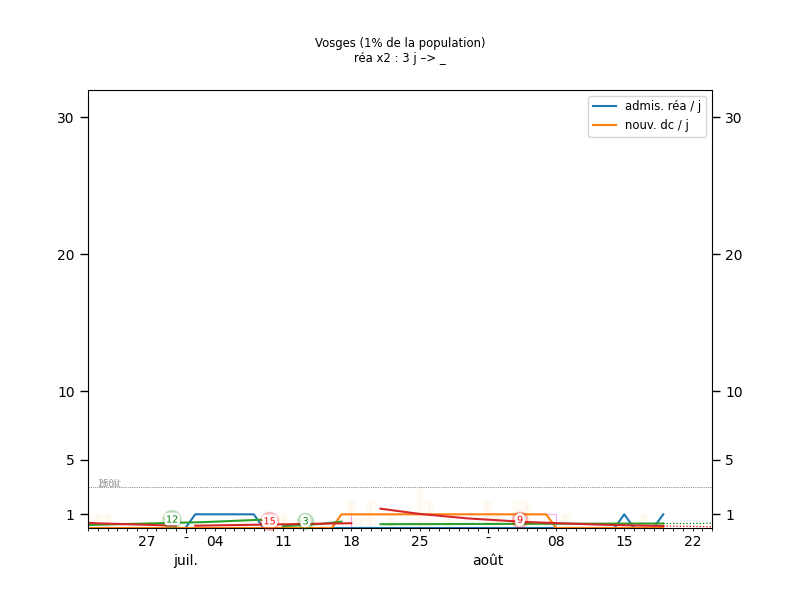 Vosges (1% de la population)
réa x2 : 3 j –> _
admis. réa / j
nouv. dc / j
30 30
20 20
10 10
5 5
1 1
12 15 3 9
27 - 04 11 18 25 - 08 15 22
juil. août